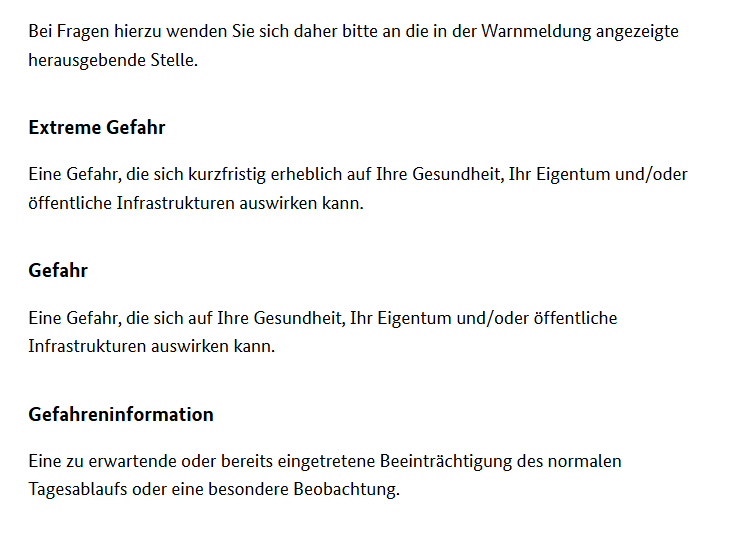 Bei Fragen hierzu wenden Sie sich daher bitte an die in der Warnmeldung angezeigte
herausgebende Stelle.
Extreme Gefahr
Eine Gefahr, die sich kurzfristig erheblich auf Ihre Gesundheit, Ihr Eigentum und/oder
öffentliche Infrastrukturen auswirken kann.
Gefahr
Eine Gefahr, die sich auf Ihre Gesundheit, Ihr Eigentum und/oder öffentliche
Infrastrukturen auswirken kann.
Gefahreninformation
Eine zu erwartende oder bereits eingetretene Beeinträchtigung des normalen
Tagesablaufs oder eine besondere Beobachtung.